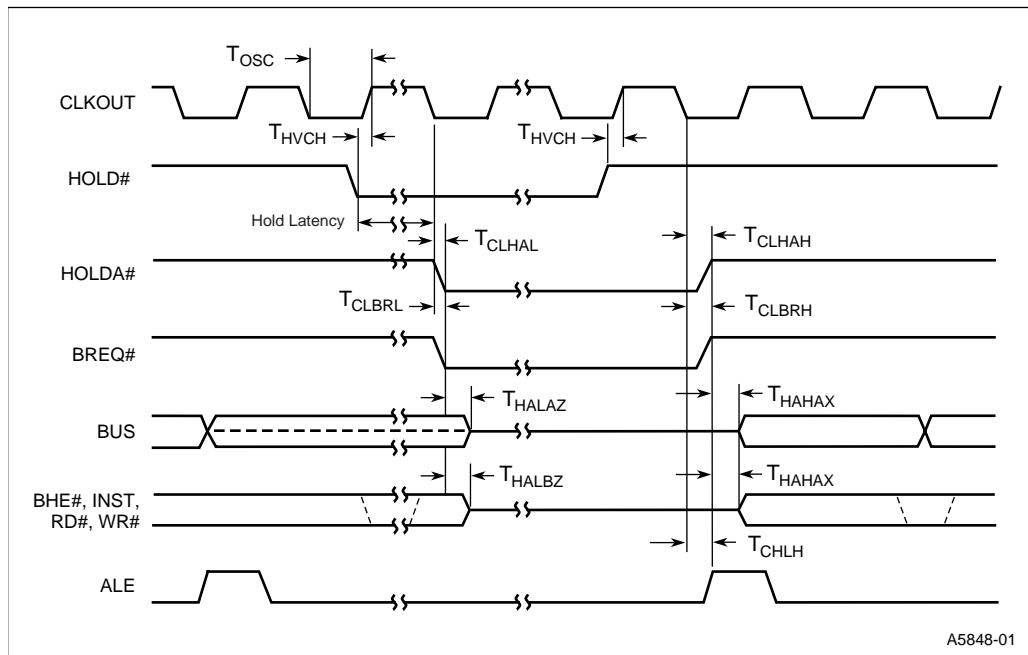 TOSC
CLKOUT
THVCH THVCH
HOLD#
Hold Latency
TCLHAL TCLHAH
HOLDA#
TCLBRL TCLBRH
BREQ#
THALAZ THAHAX
BUS
THALBZ THAHAX
BHE#, INST,
RD#, WR#
TCHLH
ALE
A5848-01